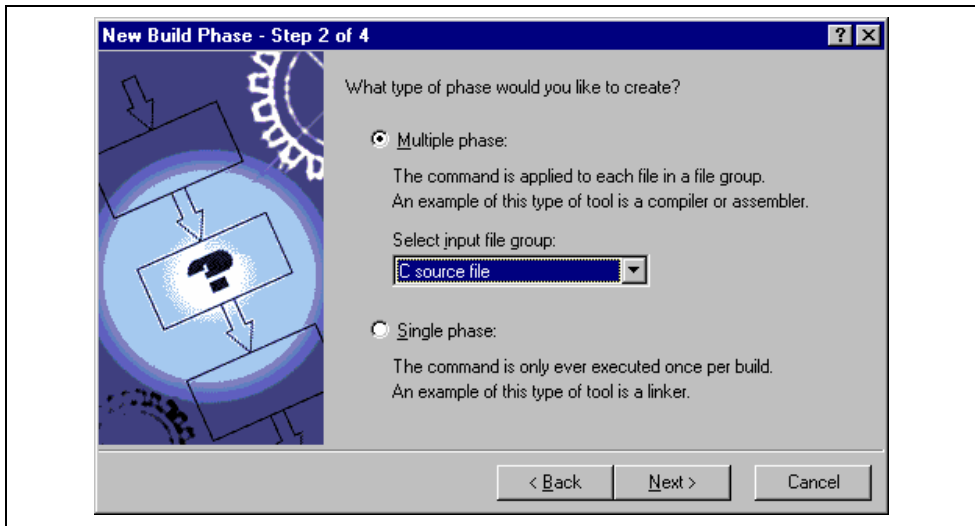 New Build Phase - Step 2 of 4
What type of phase would you like to create?
Multiple phase:
The command is applied to each file in a file group.
An example of this type of tool is a compiler or assembler.
Select input file group:
C source file
Single phase:
The command is only ever executed once per build.
An example of this type of tool is a linker.
< Back
Next >
Cancel